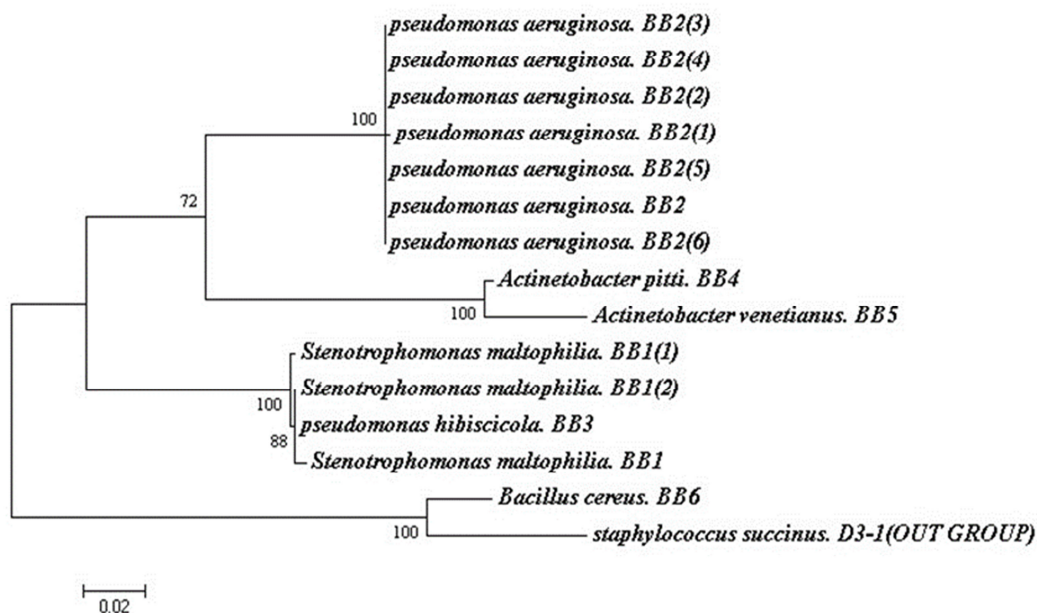 pseudomonas aeruginosa. BB2(3)
pseudomonas aeruginosa. BB2(4)
pseudomonas aeruginosa. BB2(2)
100
pseudomonas aeruginosa. BB2(1)
pseudomonas aeruginosa. BB2(5)
72
pseudomonas aeruginosa. BB2
pseudomonas aeruginosa. BB2(6)
Actinetobacter pitti. BB4
100
Actinetobacter venetianus. BB5
Stenotrophomonas maltophilia. BB1(1)
Stenotrophomonas maltophilia. BB1(2)
100
pseudomonas hibiscicola. BB3
88
Stenotrophomonas maltophilia. BB1
Bacillus cereus. BB6
100
staphylococcus succinus. D3-1(OUT GROUP)
0.02